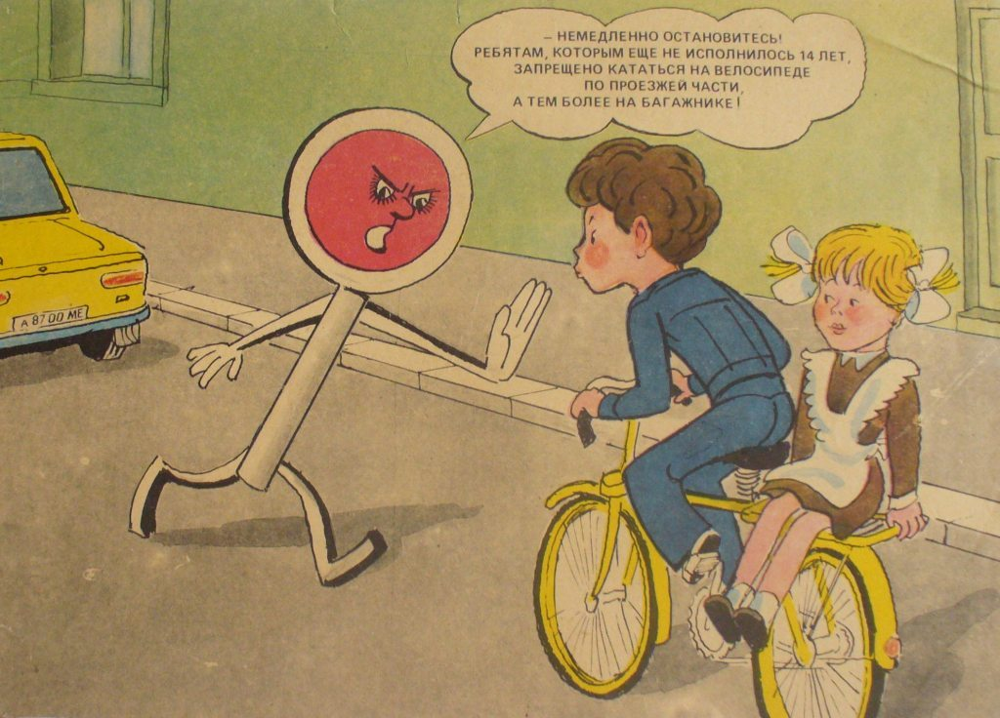 – НЕМЕДЛЕННО ОСТАНОВИТЕСЬ!
РЕБЯТАМ, КОТОРЫМ ЕЩЕ НЕ ИСПОЛНИЛОСЬ 14 ЛЕТ,
ЗАПРЕЩЕНО КАТАТЬСЯ НА ВЕЛОСИПЕДЕ
ПО ПРОЕЗЖЕЙ ЧАСТИ,
А ТЕМ БОЛЕЕ НА БАГАЖНИКЕ!
А 87 00 МЕ